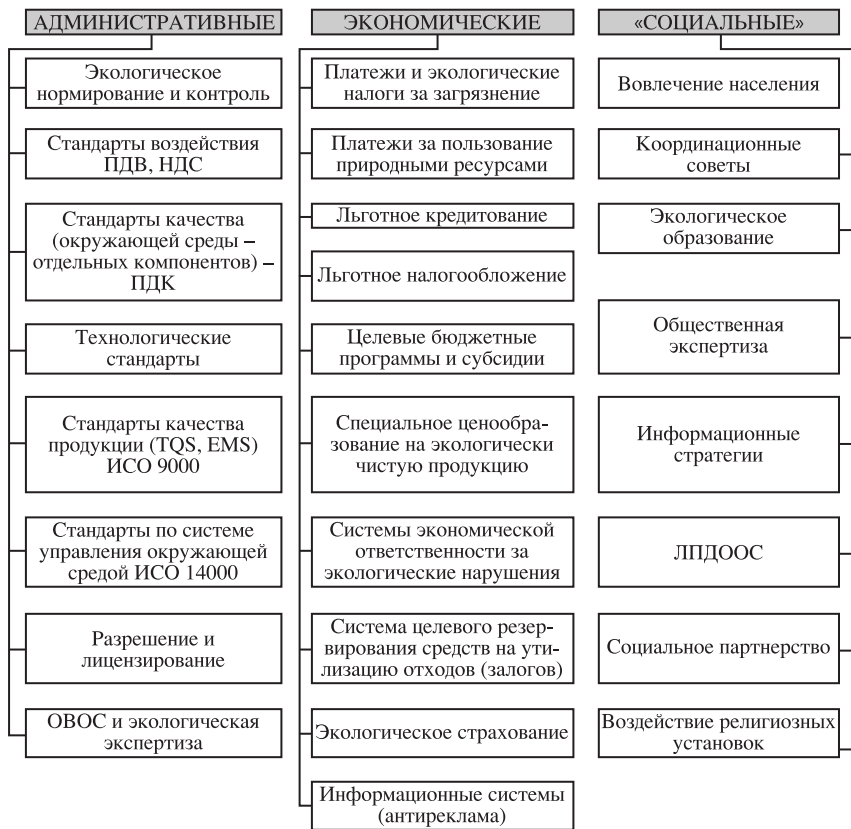 АДМИНИСТРАТИВНЫЕ
Экологическое
нормирование и контроль
Стандарты воздействия
ПДВ, НДС
Стандарты качества
(окружающей среды –
отдельных компонентов) –
ПДК
Технологические
стандарты
Стандарты качества
продукции (TQS, EMS)
ИСО 9000
Стандарты по системе
управления окружающей
средой ИСО 14000
Разрешение и
лицензирование
ОВОС и экологическая
экспертиза
ЭКОНОМИЧЕСКИЕ
Платежи и экологические
налоги за загрязнение
Платежи за пользование
природными ресурсами
Льготное кредитование
Льготное налогообложение
Целевые бюджетные
программы и субсидии
Специальное ценообра-
зование на экологически
чистую продукцию
Системы экономической
ответственности за
экологические нарушения
Система целевого резер-
вирования средств на ути-
лизацию отходов (залогов)
Экологическое страхование
Информационные системы
(антиреклама)
«СОЦИАЛЬНЫЕ»
Вовлечение населения
Координационные
советы
Экологическое
образование
Общественная
экспертиза
Информационные
стратегии
ЛПДООС
Социальное партнерство
Воздействие религиозных
установок